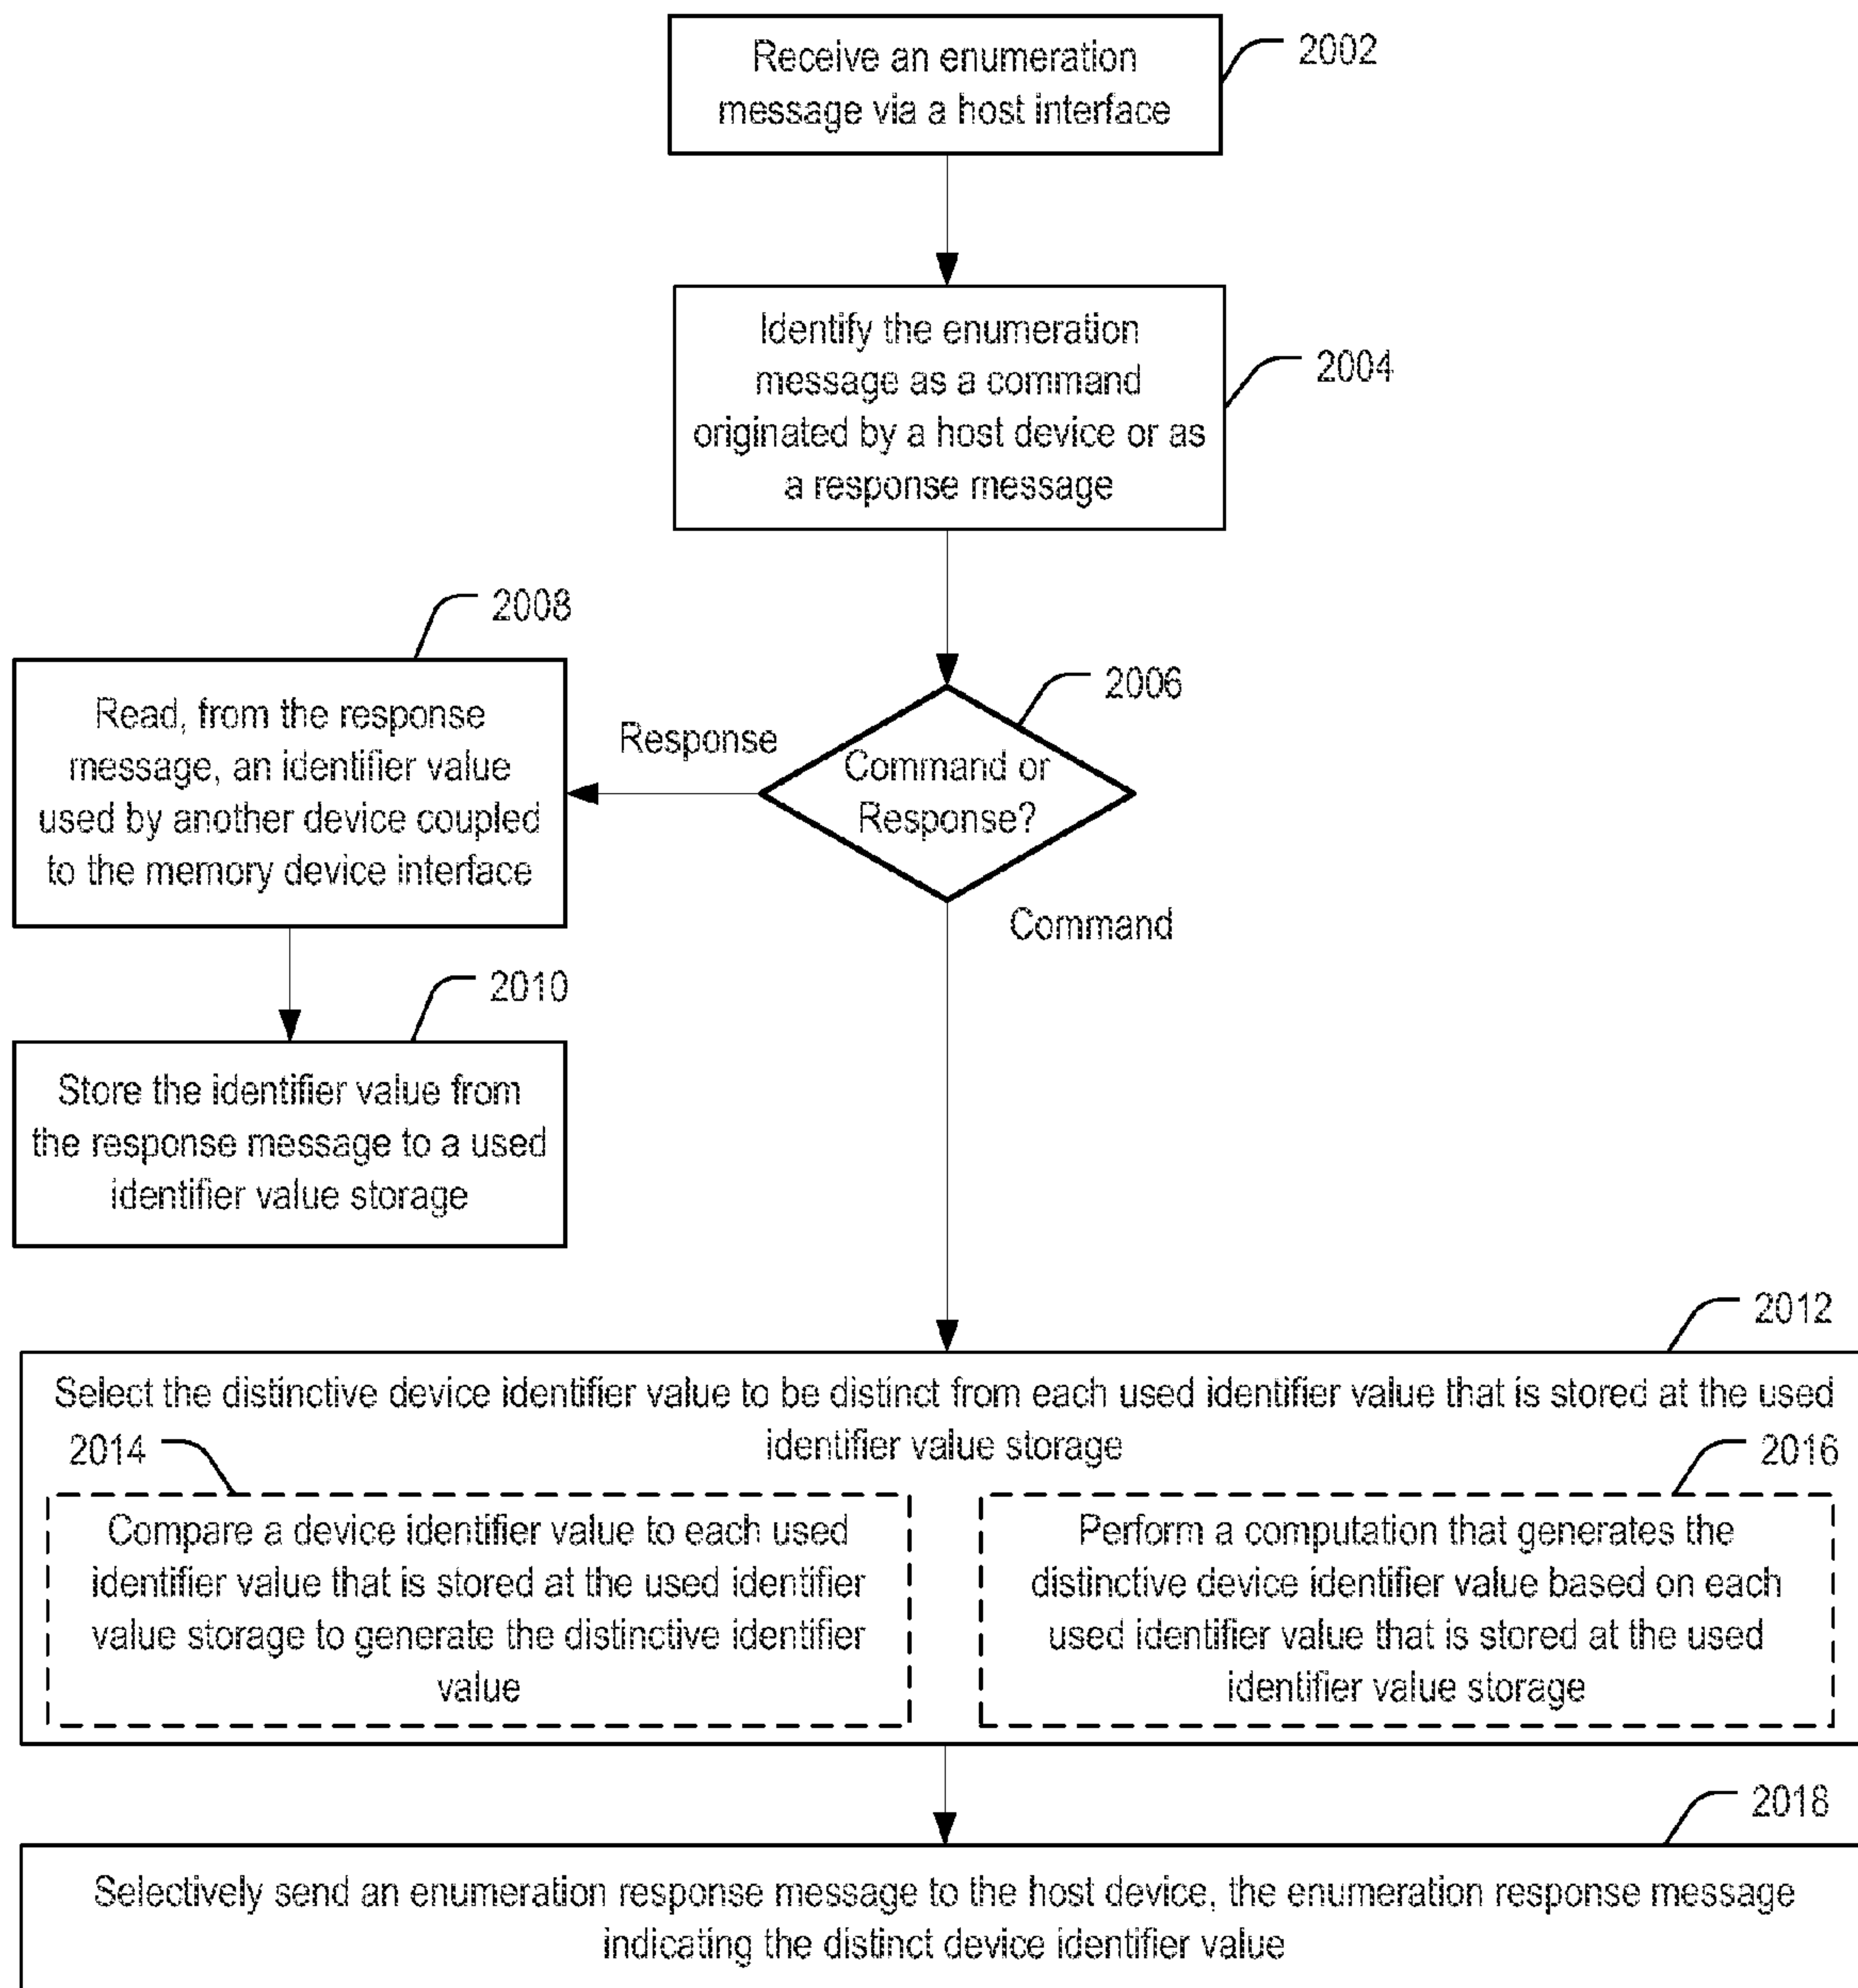 Receive an enumeration
message via a host interface
2002
Identify the enumeration
message as a command
originated by a host device or as
a response message
2004
2006
Command or
Response?
Response
Command
2008
Read, from the response
message, an identifier value
used by another device coupled
to the memory device interface
2010
Store the identifier value from
the response message to a used
identifier value storage
2012
Select the distinctive device identifier value to be distinct from each used identifier value that is stored at the used
identifier value storage
2014
Compare a device identifier value to each used
identifier value that is stored at the used identifier
value storage to generate the distinctive identifier
value
2016
Perform a computation that generates the
distinctive device identifier value based on each
used identifier value that is stored at the used
identifier value storage
2018
Selectively send an enumeration response message to the host device, the enumeration response message
indicating the distinct device identifier value